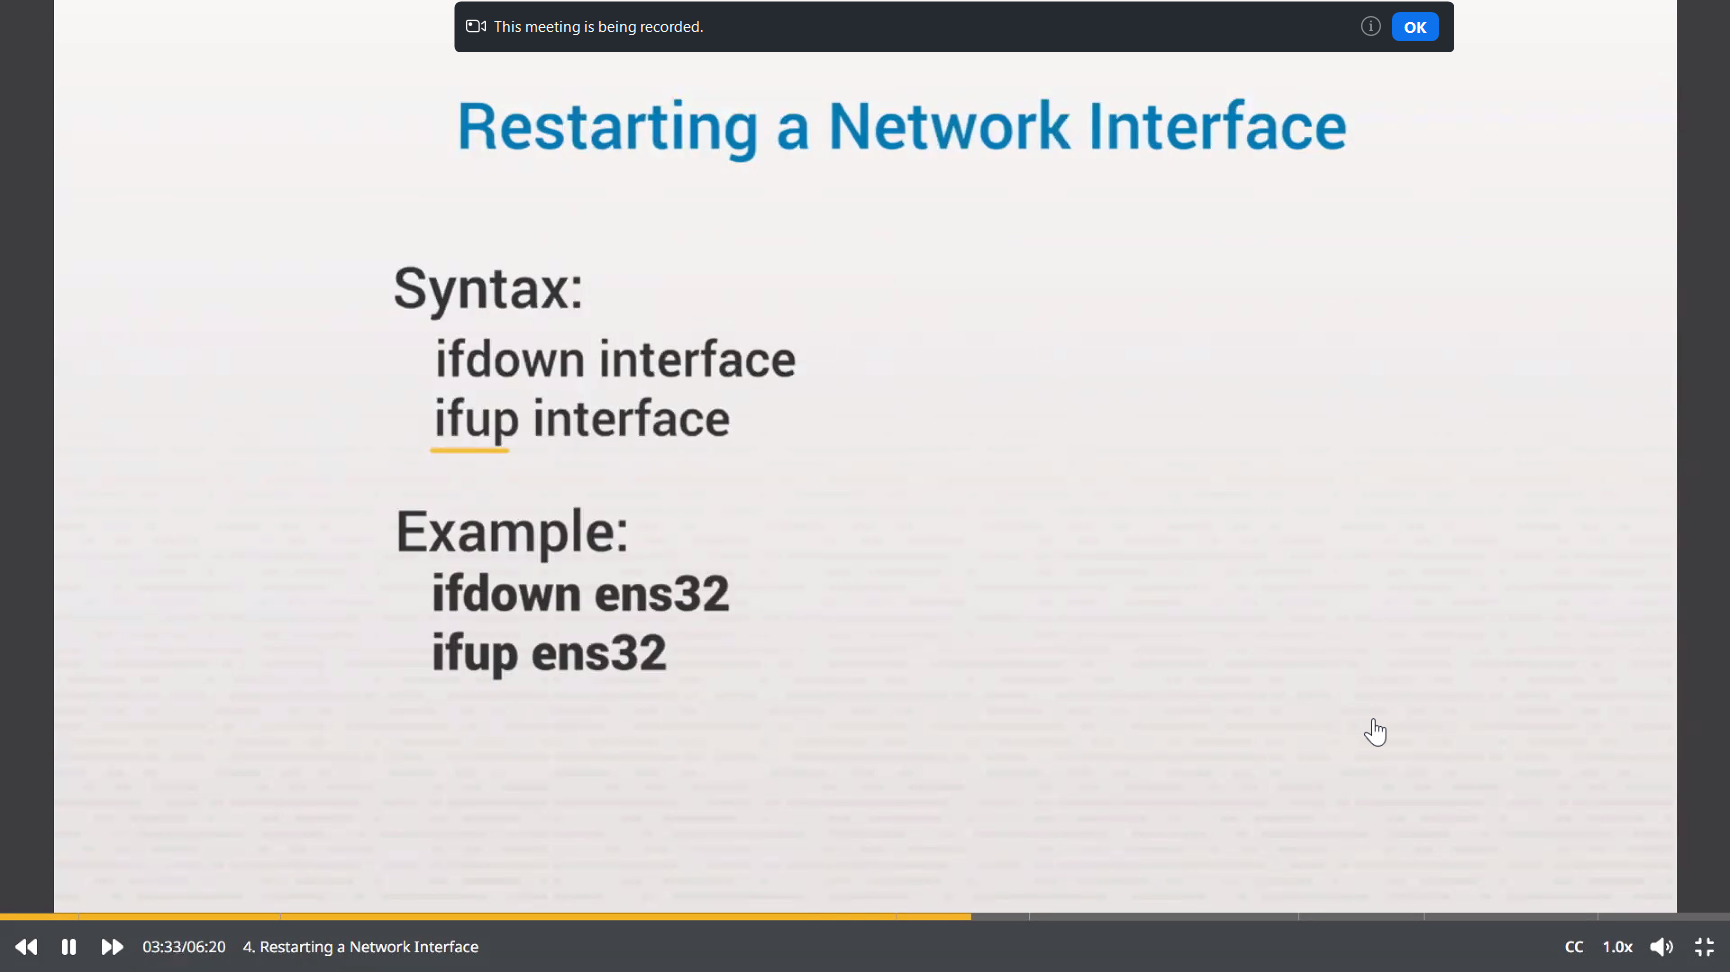 This meeting is being recorded.
OK
Restarting a Network Interface
Syntax:
ifdown interface
ifup interface
Example:
ifdown ens32
ifup ens32
03:33/06:20 4. Restarting a Network Interface
CC 1.0x